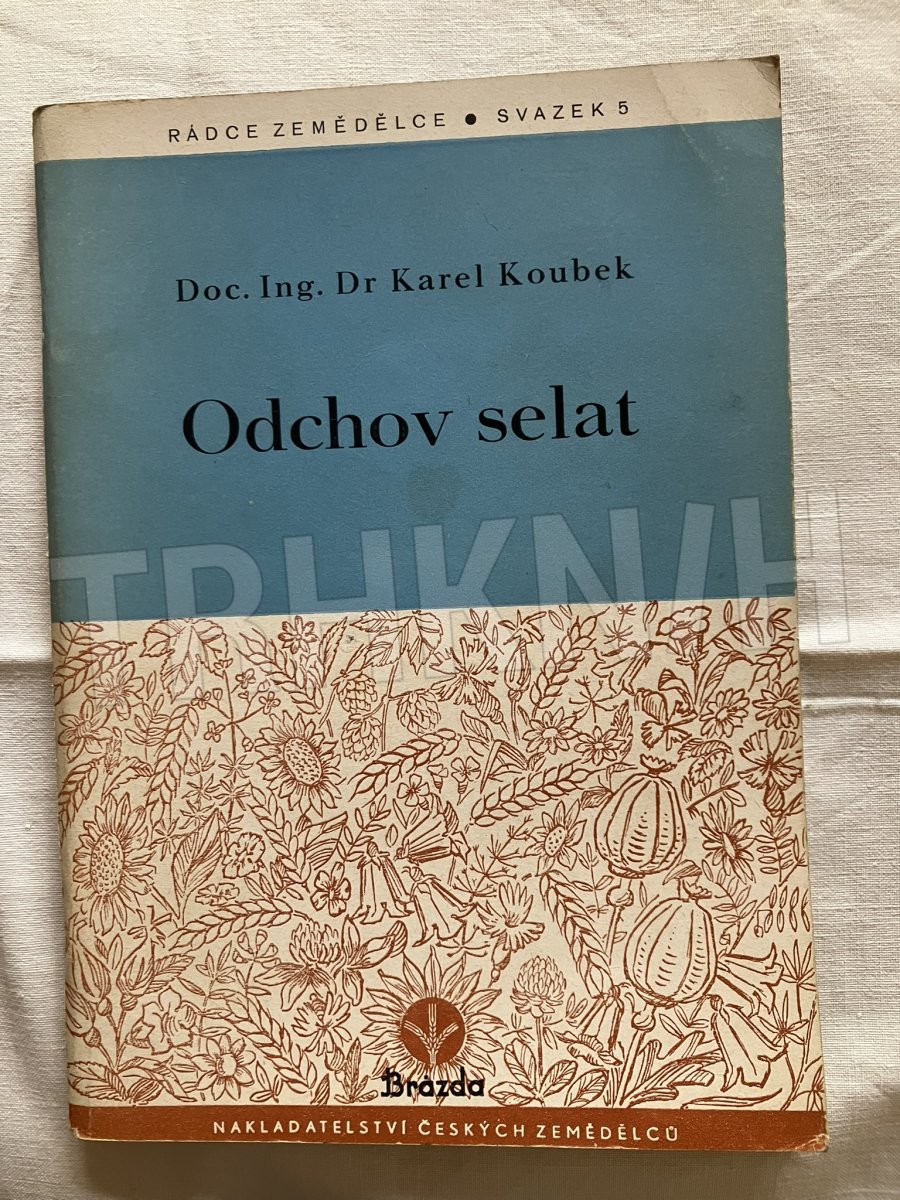 RÁDCE ZEMĚDĚLCE ● SVAZEK 5
Doc. Ing. Dr Karel Koubek
Odchov selat
TRHKNIH
Brázda
NAKLADATELSTVÍ ČESKÝCH ZEMĚDĚLCŮ